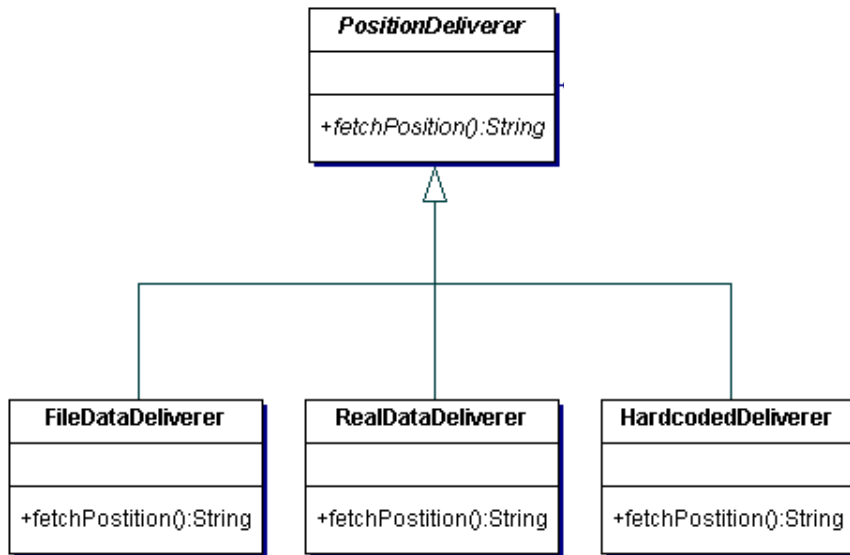 PositionDeliverer
+fetchPosition():String
FileDataDeliverer
+fetchPostition():String
RealDataDeliverer
+fetchPostition():String
HardcodedDeliverer
+fetchPostition():String